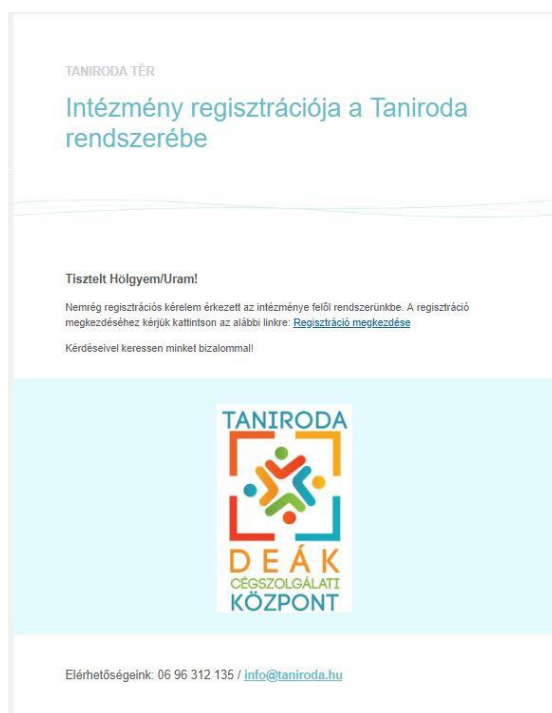 TANIRODA TÉR
Intézmény regisztrációja a Taniroda
rendszerébe
Tisztelt Hölgyem/Uram!
Nemrég regisztrációs kérelem érkezett az intézménye felől rendszerünkbe. A regisztráció
megkezdéséhez kérjük kattintson az alábbi linkre: Regisztráció megkezdése
Kérdéseivel keressen minket bizalommal!
TANIRODA
DEÁK
CÉGSZOLGÁLATI
KÖZPONT
Elérhetőségeink: 06 96 312 135 / info@taniroda.hu